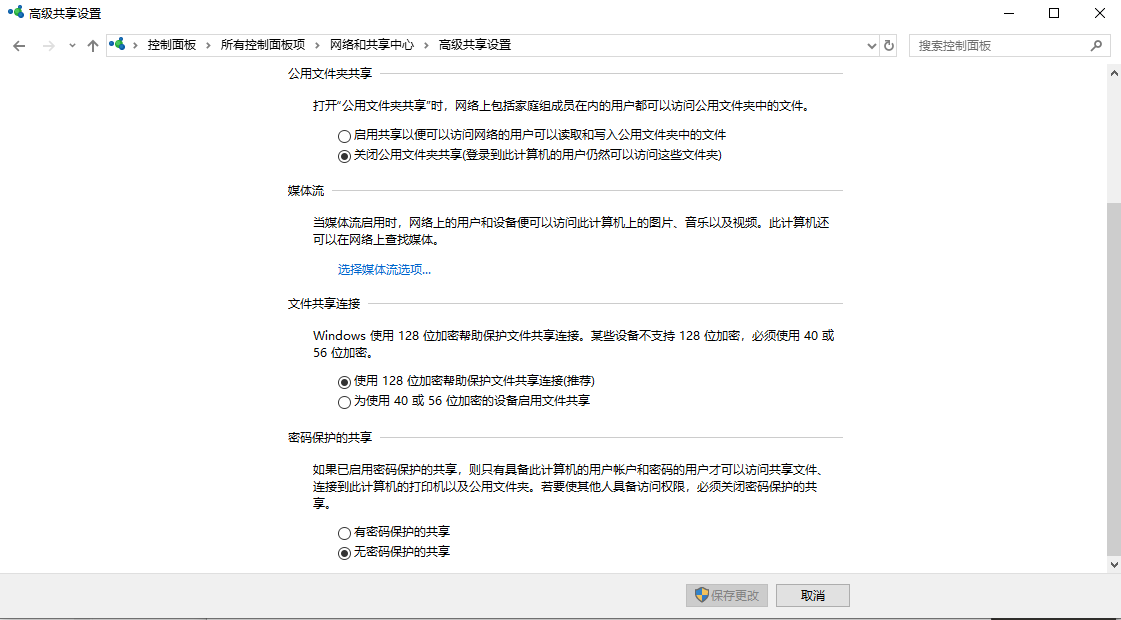 高级共享设置
控制面板 › 所有控制面板项 › 网络和共享中心 › 高级共享设置
搜索控制面板
公用文件夹共享
打开“公用文件夹共享”时，网络上包括家庭组成员在内的用户都可以访问公用文件夹中的文件。
启用共享以便可以访问网络的用户可以读取和写入公用文件夹中的文件
关闭公用文件夹共享(登录到此计算机的用户仍然可以访问这些文件夹)
媒体流
当媒体流启用时，网络上的用户和设备便可以访问此计算机上的图片、音乐以及视频。此计算机还
可以在网络上查找媒体。
选择媒体流选项...
文件共享连接
Windows 使用 128 位加密帮助保护文件共享连接。某些设备不支持 128 位加密，必须使用 40 或
56 位加密。
使用 128 位加密帮助保护文件共享连接(推荐)
为使用 40 或 56 位加密的设备启用文件共享
密码保护的共享
如果已启用密码保护的共享，则只有具备此计算机的用户帐户和密码的用户才可以访问共享文件、
连接到此计算机的打印机以及公用文件夹。若要使其他人具备访问权限，必须关闭密码保护的共
享。
有密码保护的共享
无密码保护的共享
保存更改
取消